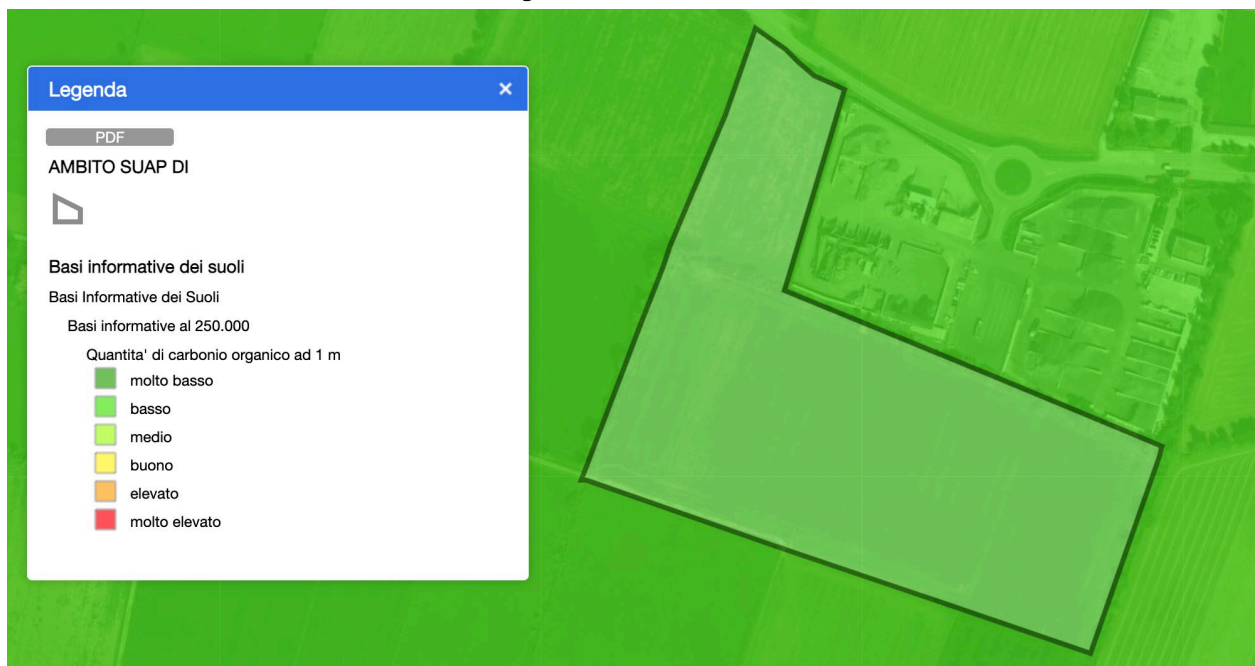 Legenda ×
PDF
AMBITO SUAP DI
Basi informative dei suoli
Basi Informative dei Suoli
Basi informative al 250.000
Quantita' di carbonio organico ad 1 m
molto basso
basso
medio
buono
elevato
molto elevato